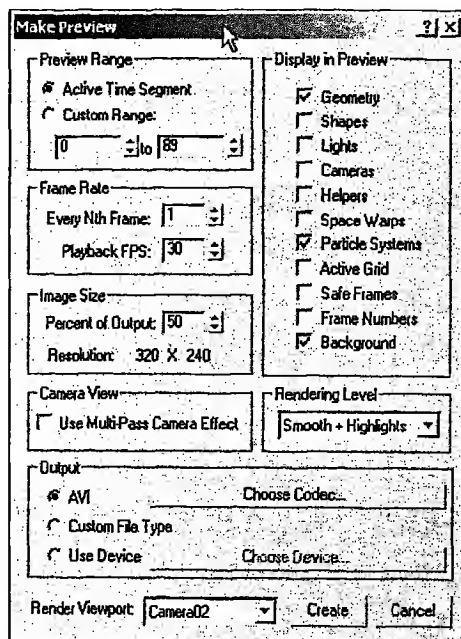 Make Preview
Preview Range
Active Time Segment
Custom Range:
0 to 89
Frame Rate
Every Nth Frame: 1
Playback FPS: 30
Image Size
Percent of Output: 50
Resolution: 320 X 240
Camera View
Use Multi-Pass Camera Effect
Display in Preview
Geometry
Shapes
Lights
Cameras
Helpers
Space Warps
Particle Systems
Active Grid
Safe Frames
Frame Numbers
Background
Rendering Level
Smooth + Highlights
Output
AVI
Choose Codec...
Custom File Type
Use Device
Choose Device...
Render Viewport: Camera02
Create
Cancel